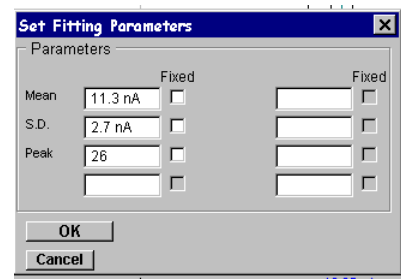 Set Fitting Parameters
Parameters
Fixed Fixed
Mean 11.3 nA
S.D. 2.7 nA
Peak 26
OK
Cancel